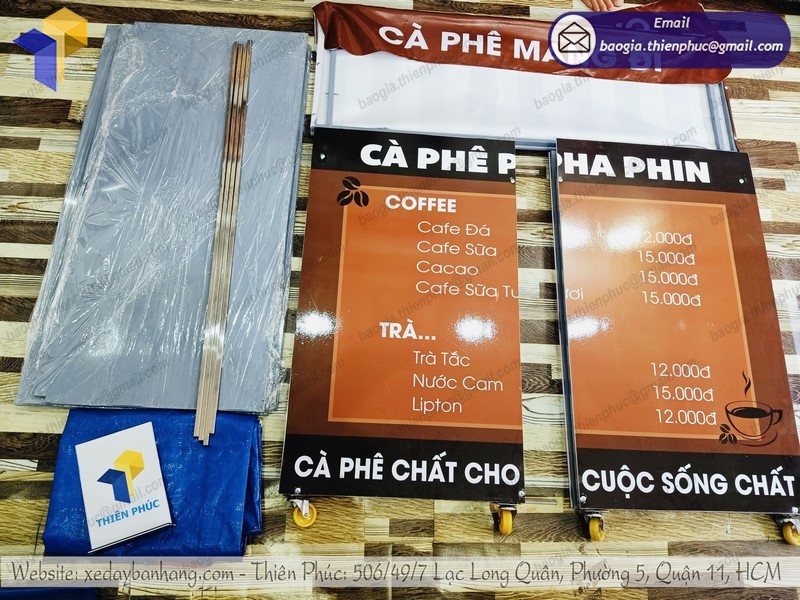 Email
baogia.thienphuc@gmail.com
CÀ PHÊ MANG ĐI
CÀ PHÊ P
PHA PHIN
COFFEE
Cafe Đá
12.000đ
Cafe Sữa
15.000đ
Cacao
15.000đ
Cafe Sữa Tư
ươi
15.000đ
TRÀ...
Trà Tắc
12.000đ
Nước Cam
15.000đ
Lipton
12.000đ
CÀ PHÊ CHẤT CHO
CUỘC SỐNG CHẤT
THIÊN PHÚC
Website: xedaybanhang.com - Thiên Phúc: 506/49/7 Lạc Long Quân, Phường 5, Quận 11, HCM